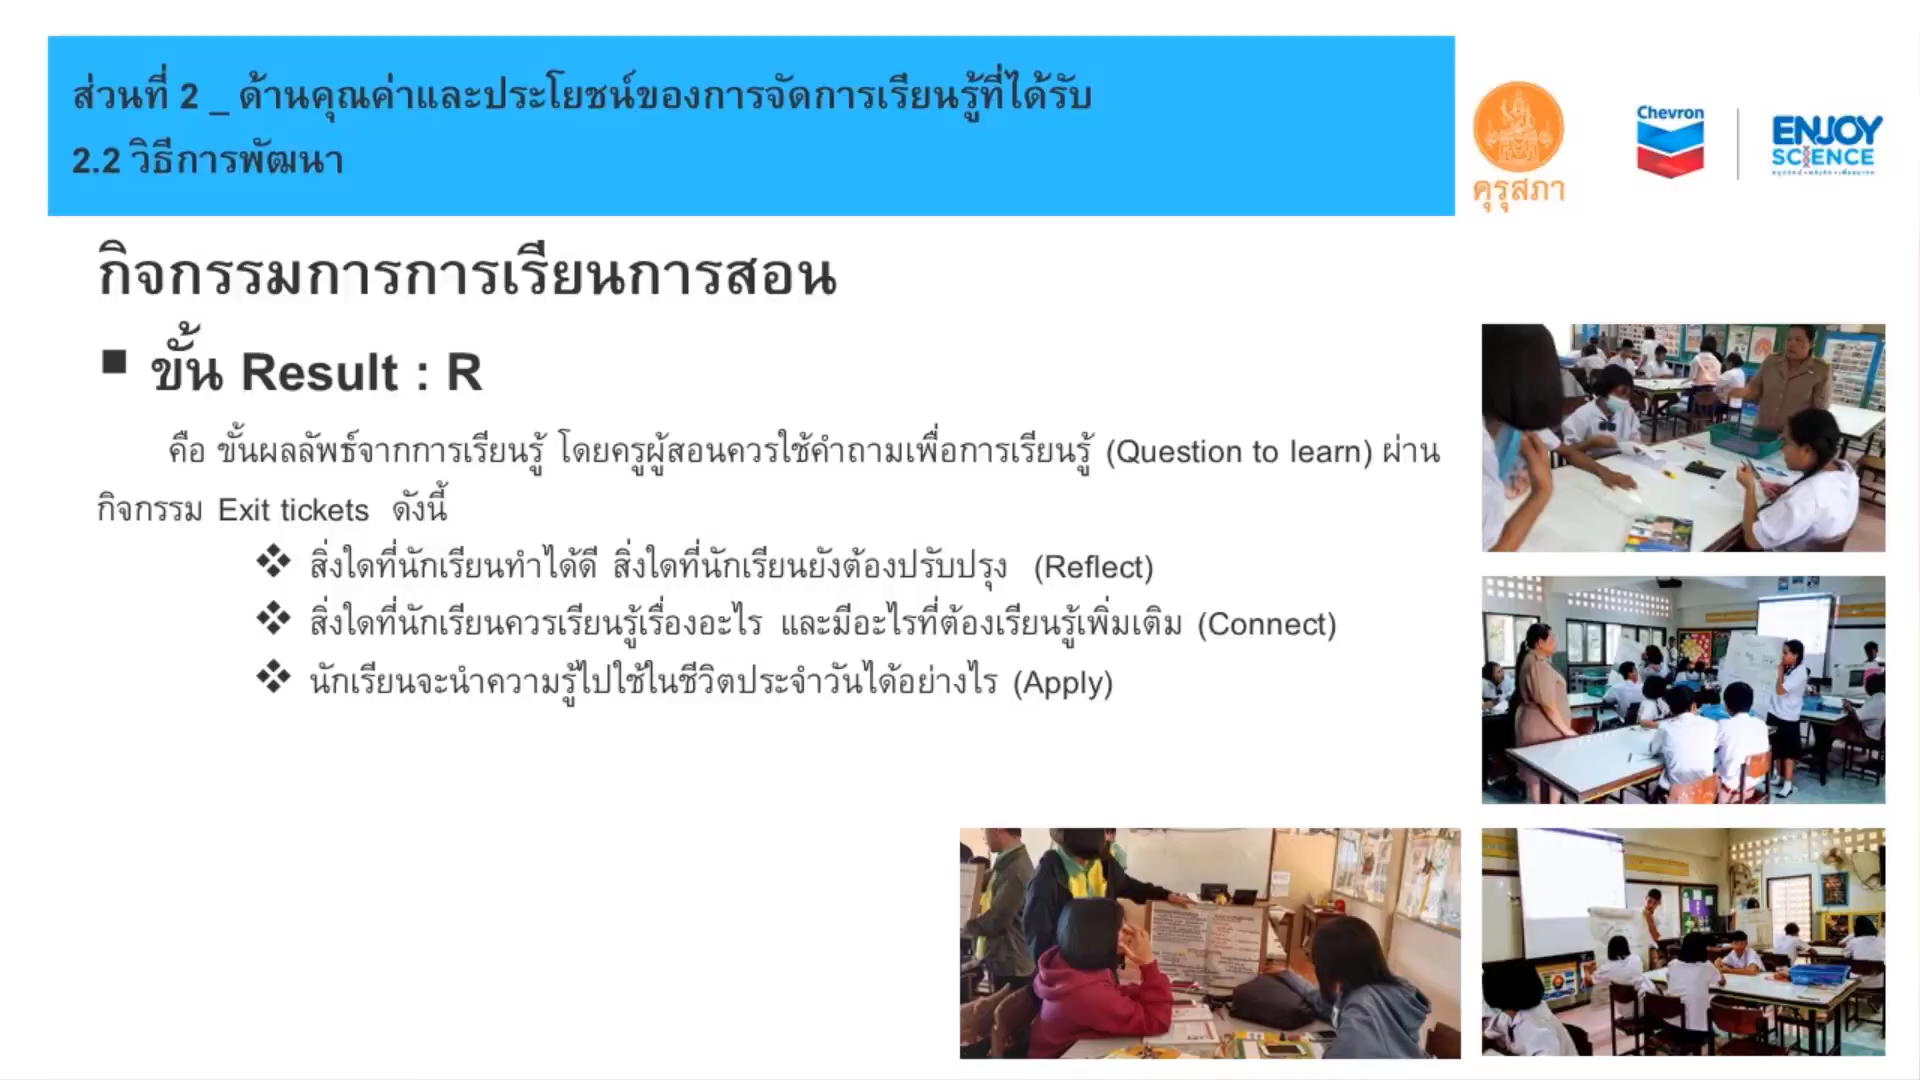 ส่วนที่ 2 _ ด้านคุณค่าและประโยชน์ของการจัดการเรียนรู้ที่ได้รับ
2.2 วิธีการพัฒนา
คุรุสภา
Chevron
ENJOY
SCIENCE
กิจกรรมการการเรียนการสอน
ขั้น Result : R
คือ ขั้นผลลัพธ์จากการเรียนรู้ โดยครูผู้สอนควรใช้คำถามเพื่อการเรียนรู้ (Question to learn) ผ่าน
กิจกรรม Exit tickets ดังนี้
❖ สิ่งใดที่นักเรียนทำได้ดี สิ่งใดที่นักเรียนยังต้องปรับปรุง (Reflect)
❖ สิ่งใดที่นักเรียนควรเรียนรู้เรื่องอะไร และมีอะไรที่ต้องเรียนรู้เพิ่มเติม (Connect)
❖ นักเรียนจะนำความรู้ไปใช้ในชีวิตประจำวันได้อย่างไร (Apply)